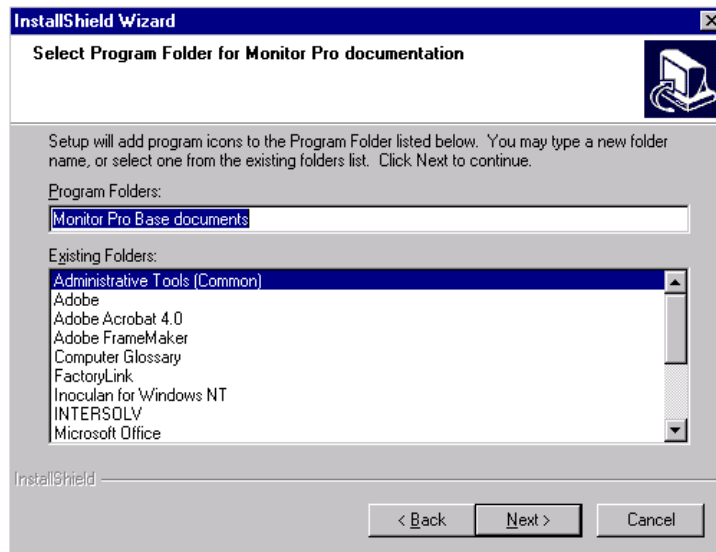 InstallShield Wizard
Select Program Folder for Monitor Pro documentation
Setup will add program icons to the Program Folder listed below. You may type a new folder
name, or select one from the existing folders list. Click Next to continue.
Program Folders:
Monitor Pro Base documents
Existing Folders:
Administrative Tools (Common)
Adobe
Adobe Acrobat 4.0
Adobe FrameMaker
Computer Glossary
FactoryLink
Inoculan for Windows NT
INTERSOLV
Microsoft Office
InstallShield
< Back Next > Cancel